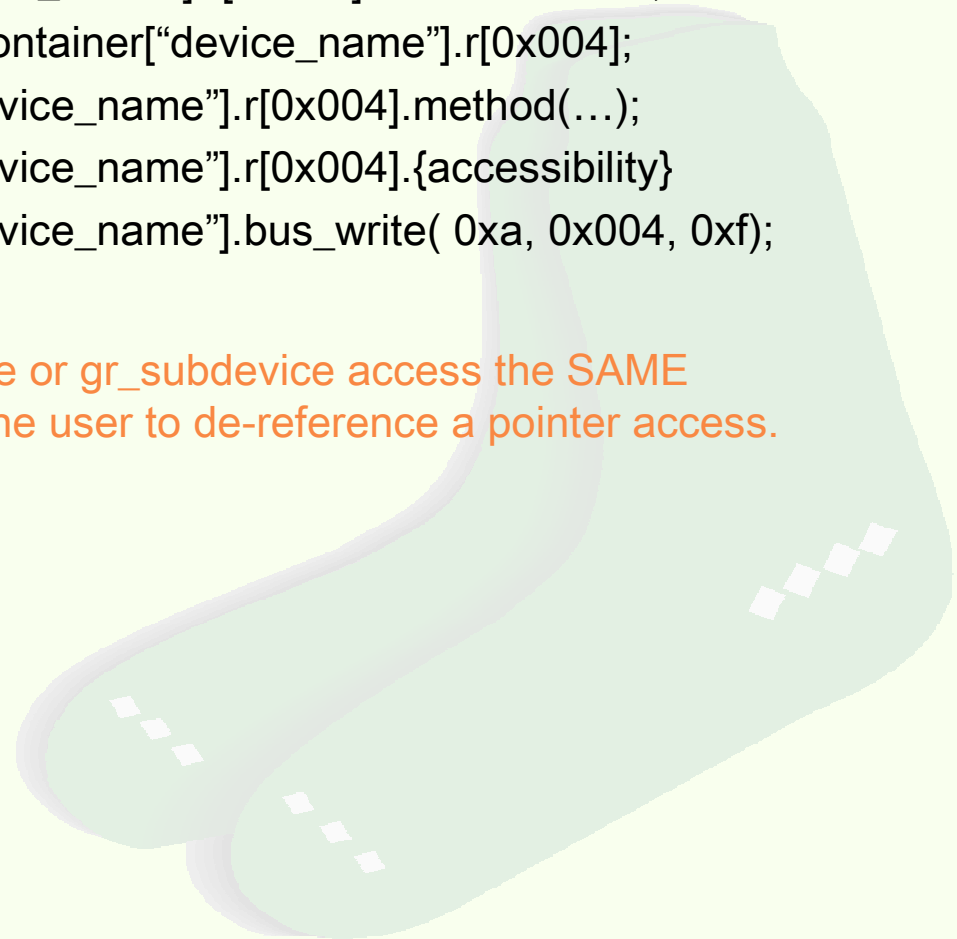 ontainer[“device_name”].r[0x004];
vice_name”].r[0x004].method(…);
vice_name”].r[0x004].{accessibility}
vice_name”].bus_write( 0xa, 0x004, 0xf);
e or gr_subdevice access the SAME
he user to de-reference a pointer access.